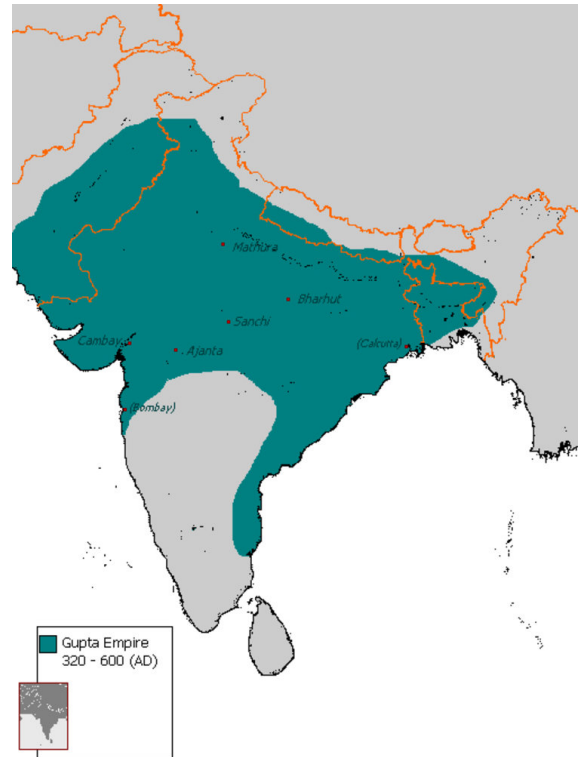 Mathura
Bharhut
Sanchi
Cambay
Ajanta
(Calcutta)
(Bombay)
Gupta Empire
320 - 600 (AD)